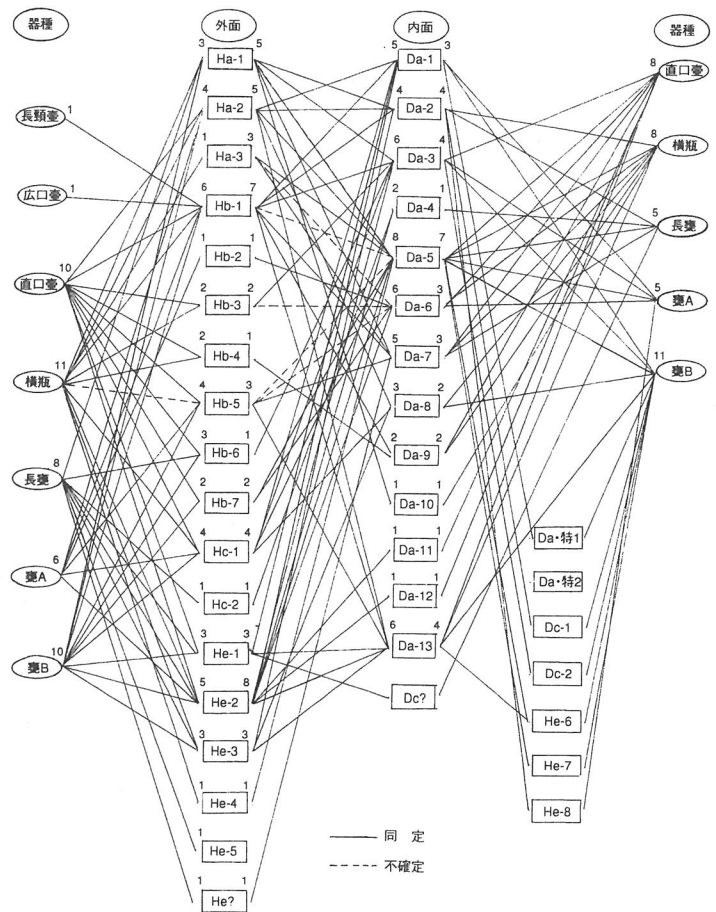 器種
外面
内面
器種
長頸壺 1
広口壺 1
直口壺 10
横瓶 11
長甕 8
甕A 6
甕B 10
3 Ha-1 5
4 Ha-2 5
1 Ha-3 3
6 Hb-1 7
1 Hb-2 1
2 Hb-3 2
2 Hb-4 1
4 Hb-5 3
3 Hb-6 1
2 Hb-7 2
4 Hc-1 4
1 Hc-2 1
3 He-1 3
5 He-2 8
3 He-3 3
1 He-4 1
1 He-5
1 He? 1
5 Da-1 3
4 Da-2 4
6 Da-3 4
2 Da-4 1
8 Da-5 7
6 Da-6 3
5 Da-7 3
3 Da-8 2
2 Da-9 2
1 Da-10 1
1 Da-11 1
1 Da-12 1
6 Da-13 4
Dc?
Da・特1
Da・特2
Dc-1
Dc-2
He-6
He-7
He-8
8 直口壺
8 横瓶
5 長甕
5 甕A
11 甕B
同 定
不確定